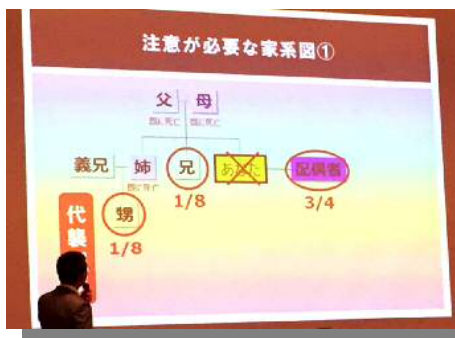 注意が必要な家系図①
父 母
既に死亡 既に死亡
義兄 姉 兄 あなた 配偶者
既に死亡
1/8 3/4
甥
代襲
1/8